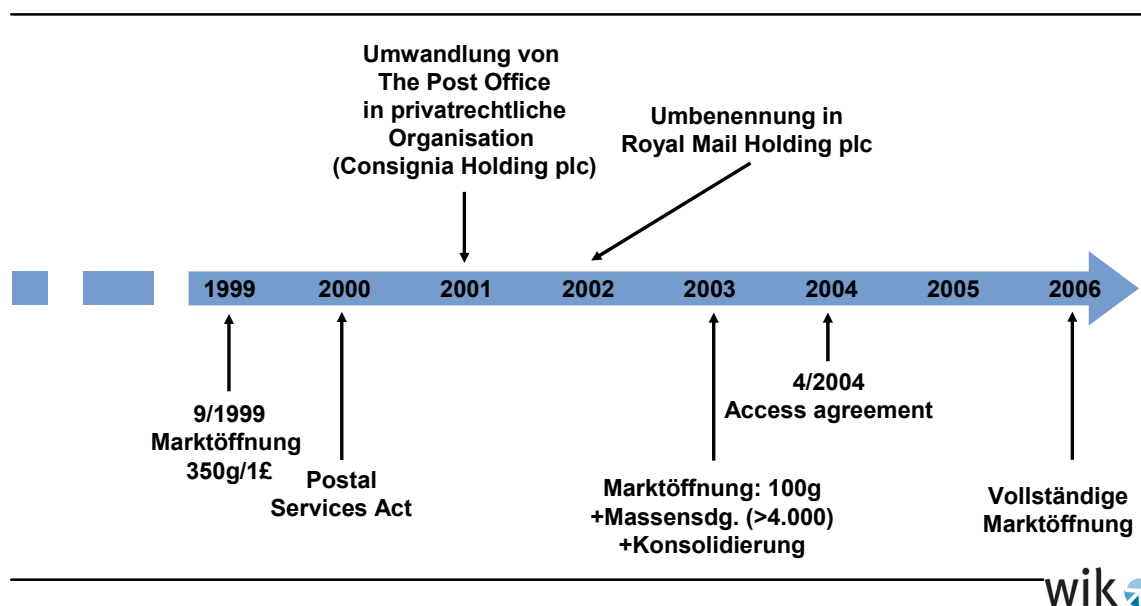 Umwandlung von
The Post Office
in privatrechtliche
Organisation
(Consignia Holding plc)
Umbenennung in
Royal Mail Holding plc
1999 2000 2001 2002 2003 2004 2005 2006
9/1999
Marktöffnung
350g/1£
Postal
Services Act
Marktöffnung: 100g
+Massensdg. (>4.000)
+Konsolidierung
4/2004
Access agreement
Vollständige
Marktöffnung
wik